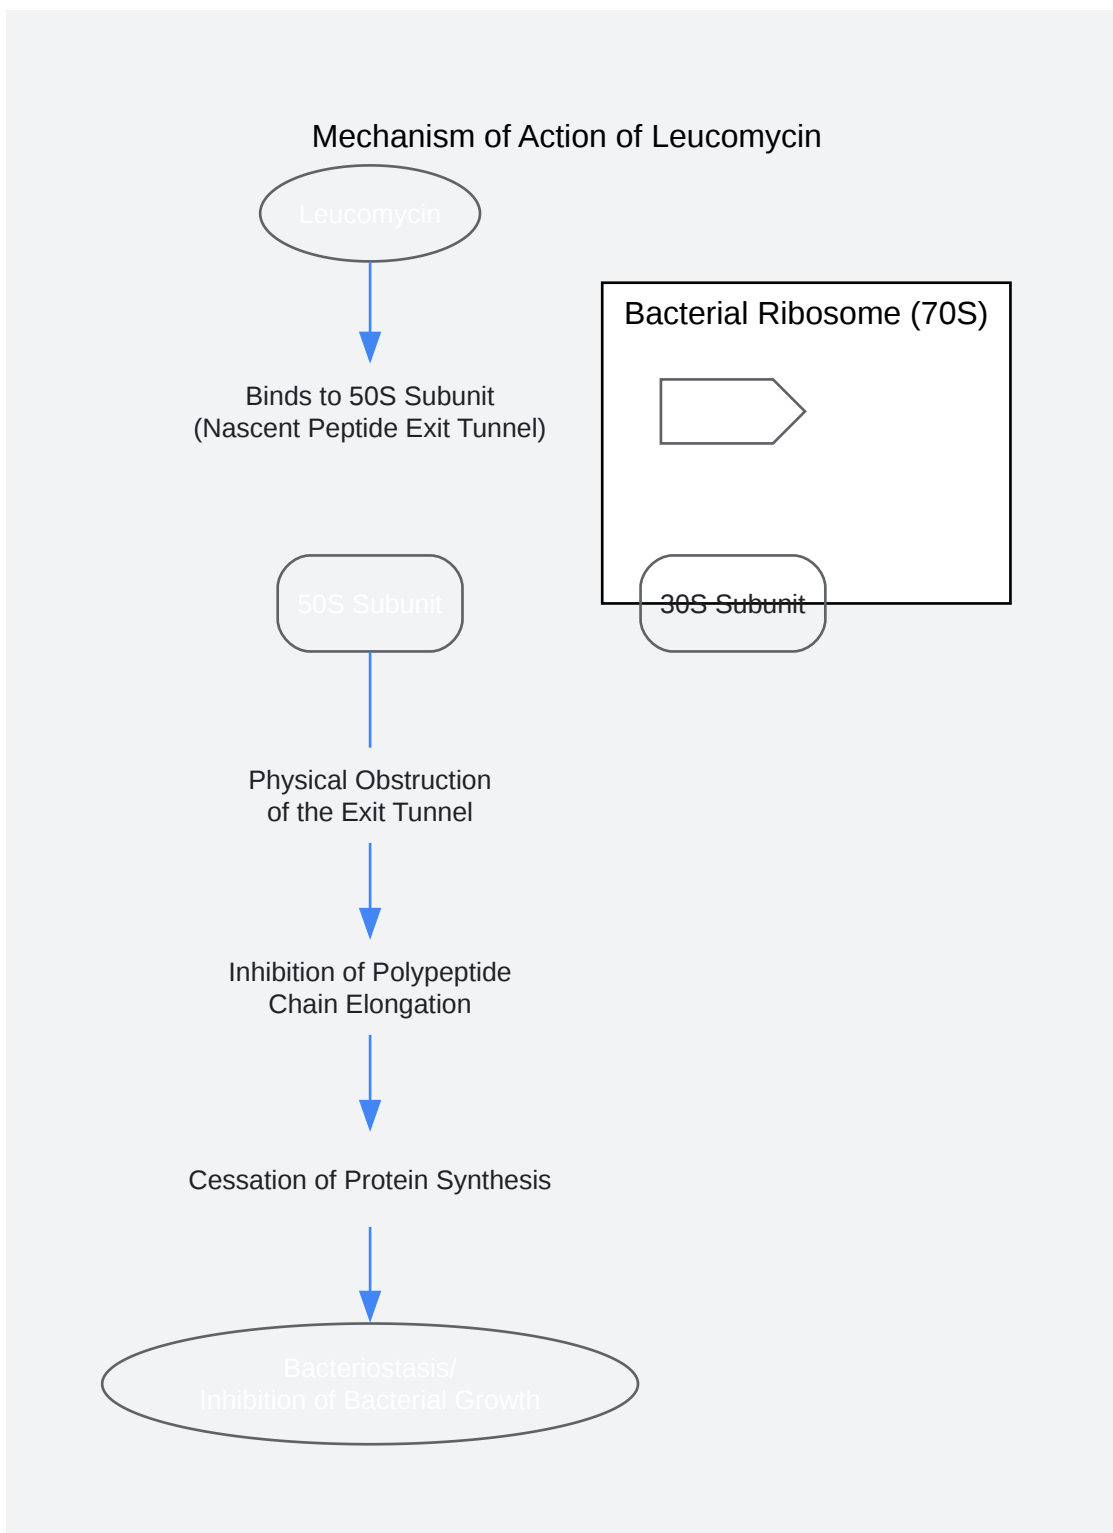 Mechanism of Action of Leucomycin
Leucomycin
Bacterial Ribosome (70S)
Binds to 50S Subunit
(Nascent Peptide Exit Tunnel)
50S Subunit
30S Subunit
Physical Obstruction
of the Exit Tunnel
Inhibition of Polypeptide
Chain Elongation
Cessation of Protein Synthesis
Bacteriostasis/
Inhibition of Bacterial Growth